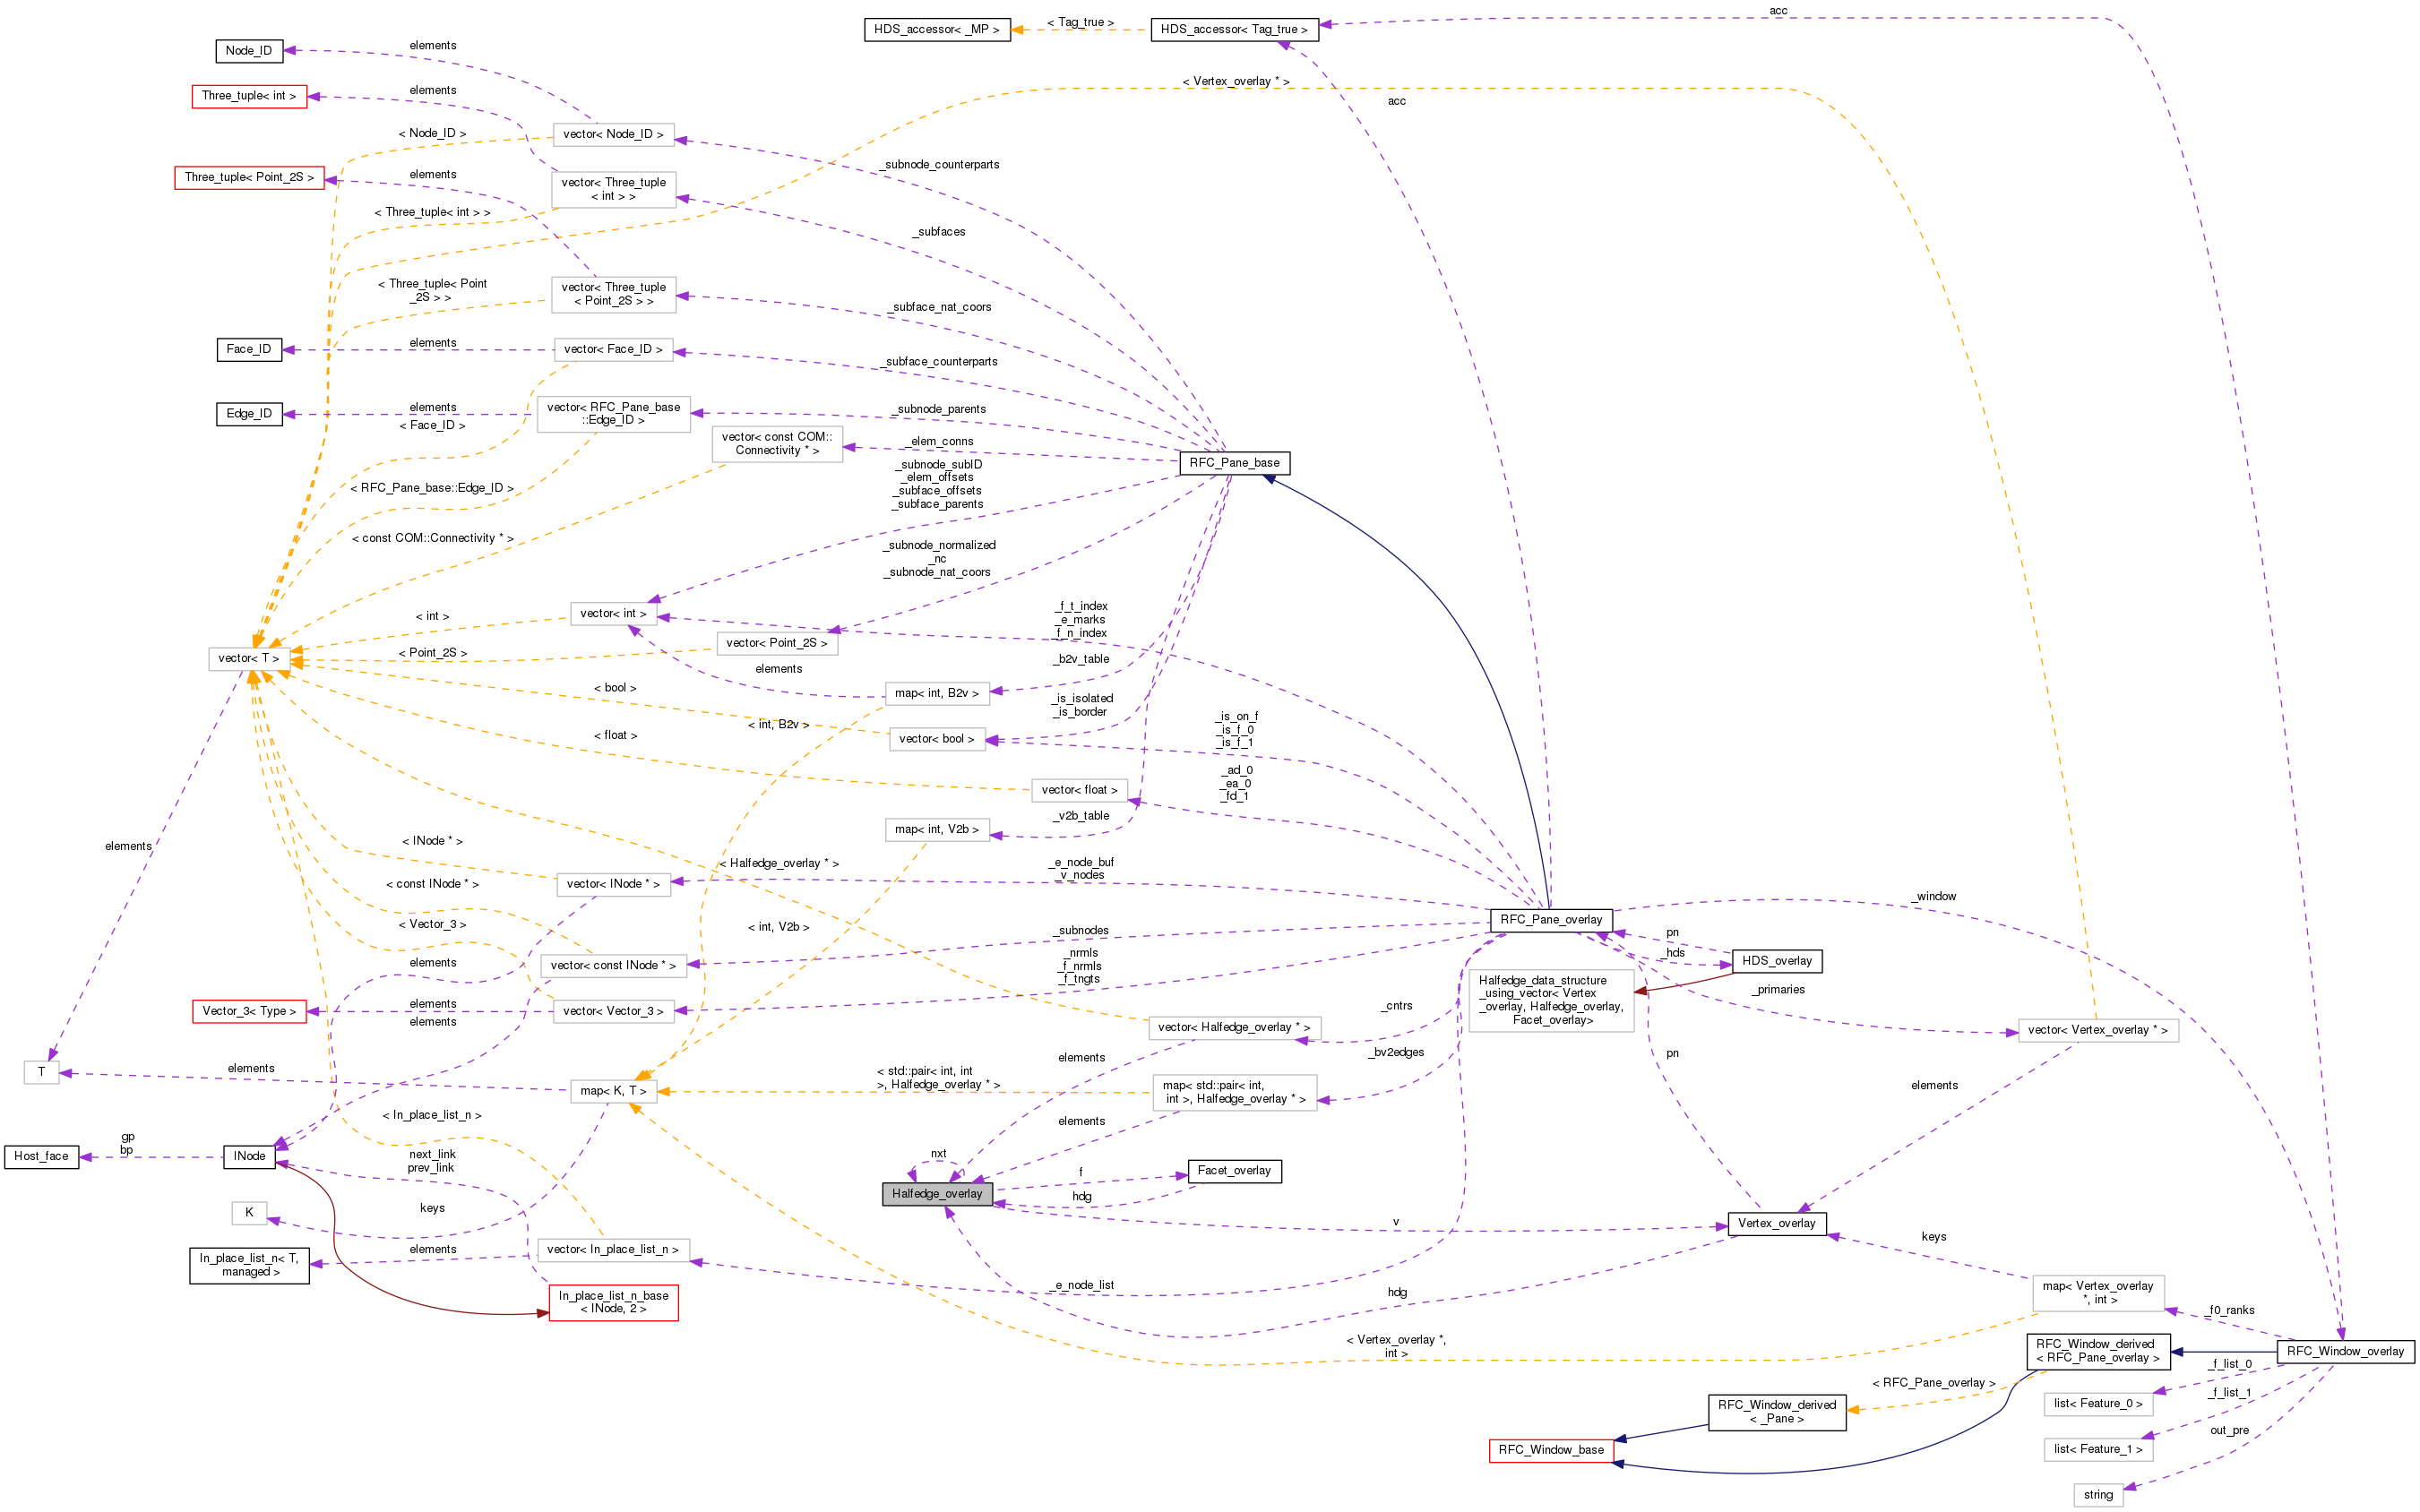 acc
HDS_accessor< _MP >
< Tag_true >
HDS_accessor< Tag_true >
Node_ID
elements
< Vertex_overlay * >
Three_tuple< int >
elements
acc
< Node_ID >
vector< Node_ID >
_subnode_counterparts
Three_tuple< Point_2S >
elements
vector< Three_tuple
< int > >
< Three_tuple< int > >
_subfaces
< Three_tuple< Point
_2S > >
vector< Three_tuple
< Point_2S > >
_subface_nat_coors
Face_ID
elements
vector< Face_ID >
_subface_counterparts
Edge_ID
elements
< Face_ID >
vector< RFC_Pane_base
::Edge_ID >
_subnode_parents
vector< const COM::
Connectivity * >
_elem_conns
RFC_Pane_base
_subnode_subID
_elem_offsets
_subface_offsets
_subface_parents
< RFC_Pane_base::Edge_ID >
< const COM::Connectivity * >
_subnode_normalized
_nc
_subnode_nat_coors
< int >
vector< int >
_f_t_index
_e_marks
_f_n_index
vector< T >
< Point_2S >
vector< Point_2S >
elements
_b2v_table
< bool >
map< int, B2v >
_is_isolated
_is_border
< int, B2v >
< float >
vector< bool >
_is_on_f
_is_f_0
_is_f_1
vector< float >
_ad_0
_ea_0
_fd_1
_v2b_table
map< int, V2b >
elements
< INode * >
< Halfedge_overlay * >
_e_node_buf
_v_nodes
< const INode * >
vector< INode * >
_window
RFC_Pane_overlay
< Vector_3 >
< int, V2b >
_subnodes
pn
_hds
HDS_overlay
elements
vector< const INode * >
_nrmls
_f_nrmls
_f_tngts
Halfedge_data_structure
_using_vector< Vertex
_overlay, Halfedge_overlay,
Facet_overlay>
_primaries
Vector_3< Type >
elements
elements
vector< Vector_3 >
_cntrs
vector< Halfedge_overlay * >
vector< Vertex_overlay * >
T
elements
elements
_bv2edges
pn
map< K, T >
< std::pair< int, int
>, Halfedge_overlay * >
map< std::pair< int,
int >, Halfedge_overlay * >
elements
< In_place_list_n >
elements
Host_face
gp
bp
INode
next_link
prev_link
nxt
Halfedge_overlay
f
hdg
Facet_overlay
K
keys
v
Vertex_overlay
In_place_list_n< T,
managed >
elements
vector< In_place_list_n >
keys
In_place_list_n_base
< INode, 2 >
_e_node_list
hdg
map< Vertex_overlay
*, int >
_f0_ranks
< Vertex_overlay *,
int >
RFC_Window_derived
< RFC_Pane_overlay >
RFC_Window_overlay
_f_list_0
< RFC_Pane_overlay >
list< Feature_0 >
_f_list_1
RFC_Window_derived
< _Pane >
out_pre
RFC_Window_base
list< Feature_1 >
string